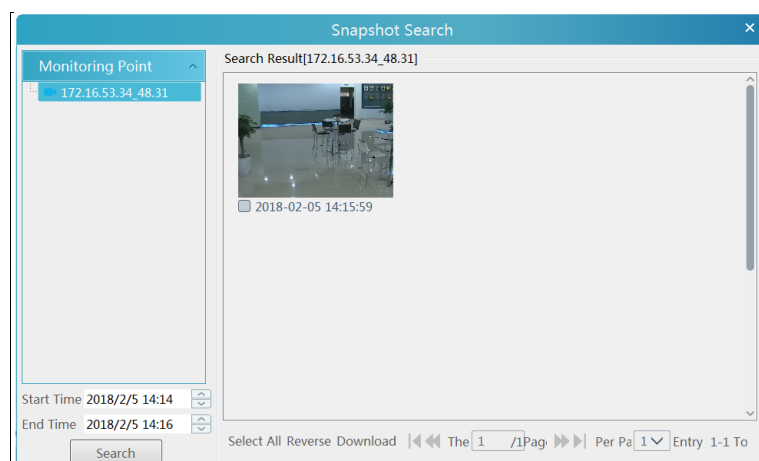 Snapshot Search
Monitoring Point
172.16.53.34_48.31
Search Result[172.16.53.34_48.31]
2018-02-05 14:15:59
Start Time 2018/2/5 14:14
End Time 2018/2/5 14:16
Search
Select All Reverse Download The 1 /1Page Per Pa 1 Entry 1-1 To